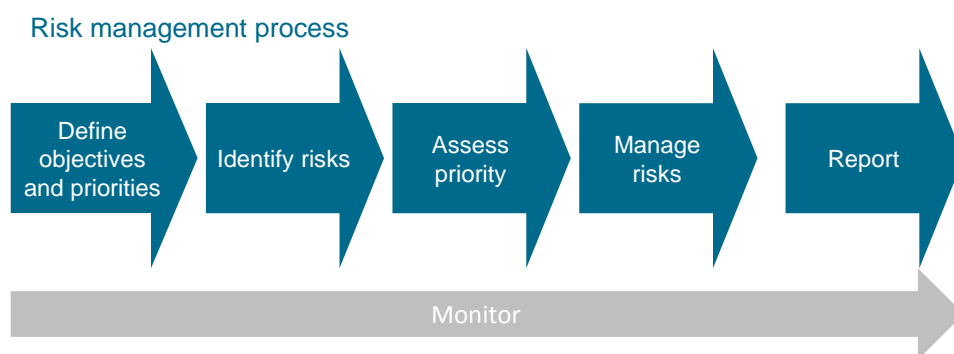 Risk management process
Define
objectives
and priorities
Identify risks
Assess
priority
Manage
risks
Report
Monitor